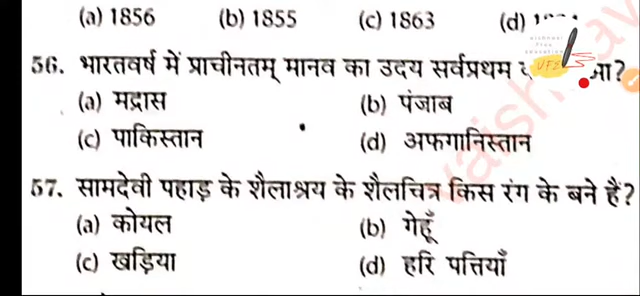 (a) 1856 (b) 1855 (c) 1863 (d)
56. भारतवर्ष में प्राचीनतम् मानव का उदय सर्वप्रथम आ?
(a) मद्रास (b) पंजाब
(c) पाकिस्तान (d) अफगानिस्तान
57. सामदेवी पहाड़ के शैलाश्रय के शैलचित्र किस रंग के बने हैं?
(a) कोयल (b) गेहूँ
(c) खड़िया (d) हरि पत्तियाँ